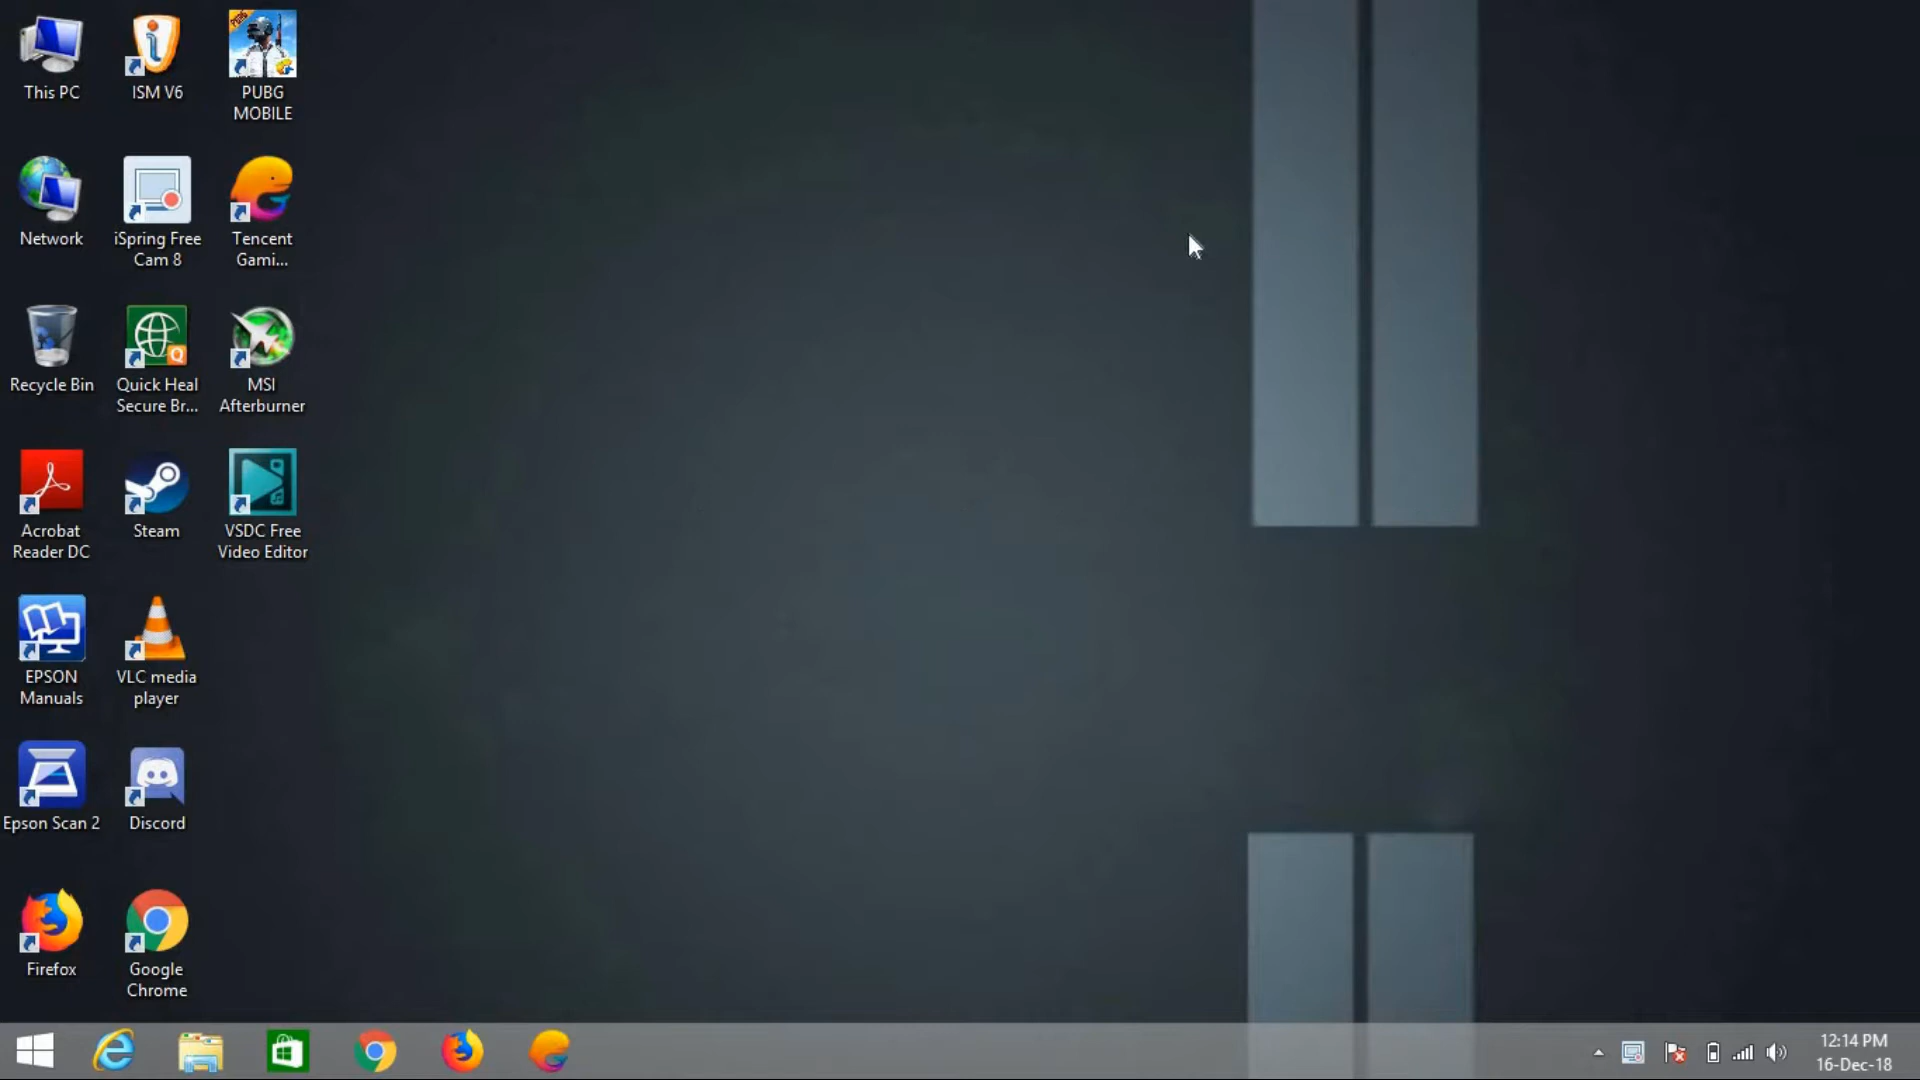 This PC
ISM V6
PUBG
MOBILE
Network
iSpring Free
Cam 8
Tencent
Gami...
Recycle Bin
Quick Heal
Secure Br...
MSI
Afterburner
Acrobat
Reader DC
Steam
VSDC Free
Video Editor
EPSON
Manuals
VLC media
player
Epson Scan 2
Discord
Firefox
Google
Chrome
12:14 PM
16-Dec-18